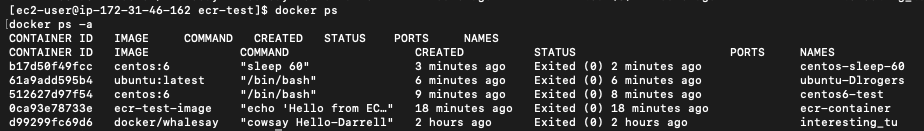 [ec2-user@ip-172-31-46-162 ecr-test]$ docker ps
docker ps -a
CONTAINER ID   IMAGE     COMMAND   CREATED   STATUS    PORTS     NAMES
CONTAINER ID   IMAGE             COMMAND                  CREATED          STATUS                      PORTS     NAMES
b17d50f49fcc   centos:6          "sleep 60"               3 minutes ago    Exited (0) 2 minutes ago              centos-sleep-60
61a9add595b4   ubuntu:latest     "/bin/bash"              6 minutes ago    Exited (0) 6 minutes ago              ubuntu-Dlrogers
512627d97f54   centos:6          "/bin/bash"              9 minutes ago    Exited (0) 8 minutes ago              centos6-test
0ca93e78733e   ecr-test-image    "echo 'Hello from EC…"   18 minutes ago   Exited (0) 18 minutes ago             ecr-container
d99299fc69d6   docker/whalesay   "cowsay Hello-Darrell"   2 hours ago      Exited (0) 2 hours ago                interesting_tu